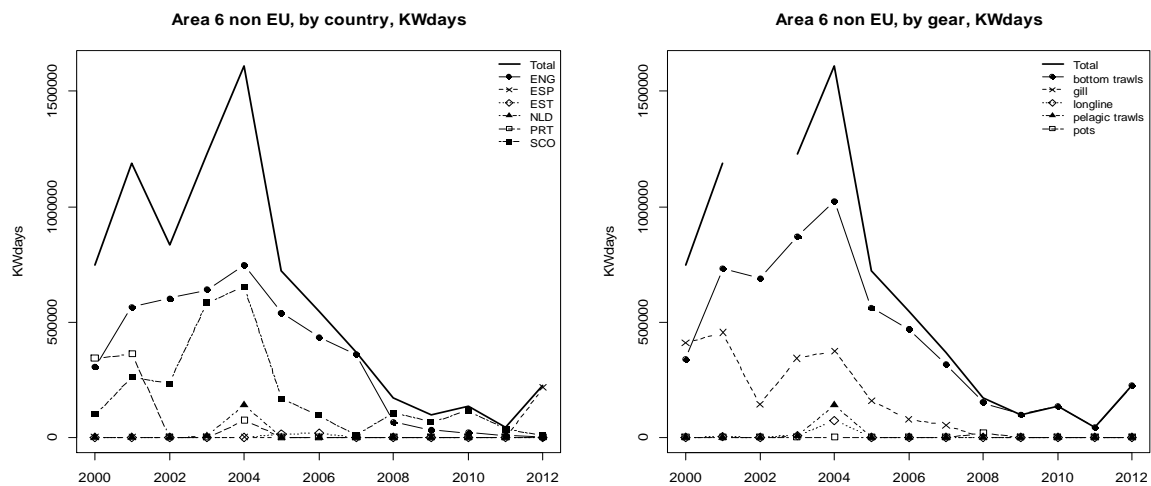 Area 6 non EU, by country, KWdays
KWdays
1500000
1000000
500000
0
2000 2002 2004 2006 2008 2010 2012
Total
ENG
ESP
EST
NLD
PRT
SCO
Area 6 non EU, by gear, KWdays
KWdays
1500000
1000000
500000
0
2000 2002 2004 2006 2008 2010 2012
Total
bottom trawls
gill
longline
pelagic trawls
pots